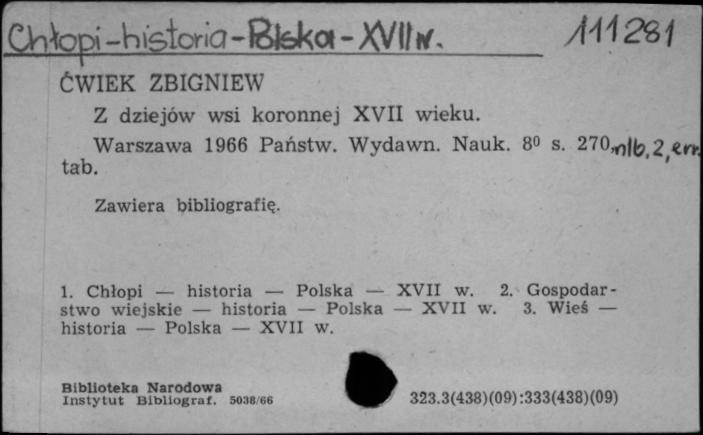 Chłopi-historia-Polska-XVII w. 111281
ĆWIEK ZBIGNIEW
Z dziejów wsi koronnej XVII wieku.
Warszawa 1966 Państw. Wydawn. Nauk. 8⁰ s. 270, nlb. 2, err.
tab.
Zawiera bibliografię.
1. Chłopi — historia — Polska — XVII w. 2. Gospodar-
stwo wiejskie — historia — Polska — XVII w. 3. Wieś —
historia — Polska — XVII w.
Biblioteka Narodowa
Instytut Bibliograf. 5038/66 323.3(438)(09):333(438)(09)